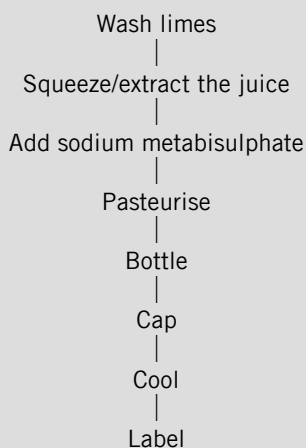 Wash limes
Squeeze/extract the juice
Add sodium metabisulphate
Pasteurise
Bottle
Cap
Cool
Label